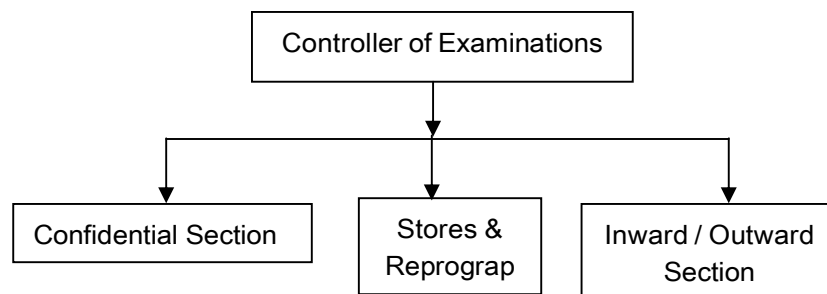 Controller of Examinations
Confidential Section
Stores &
Reprograp
Inward / Outward
Section